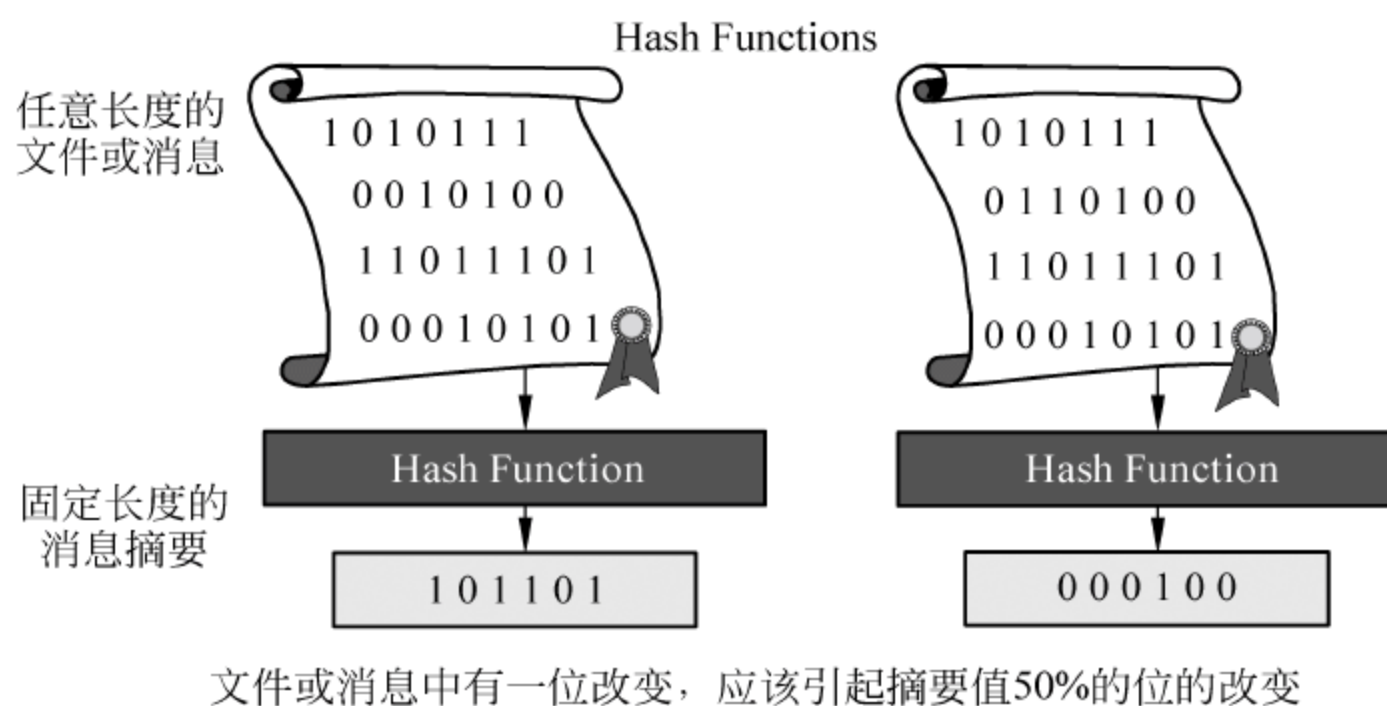 Hash Functions
任意长度的
文件或消息
1 0 1 0 1 1 1
0 0 1 0 1 0 0
1 1 0 1 1 1 0 1
0 0 0 1 0 1 0 1
1 0 1 0 1 1 1
0 1 1 0 1 0 0
1 1 0 1 1 1 0 1
0 0 0 1 0 1 0 1
Hash Function
Hash Function
固定长度的
消息摘要
1 0 1 1 0 1
0 0 0 1 0 0
文件或消息中有一位改变，应该引起摘要值50%的位的改变